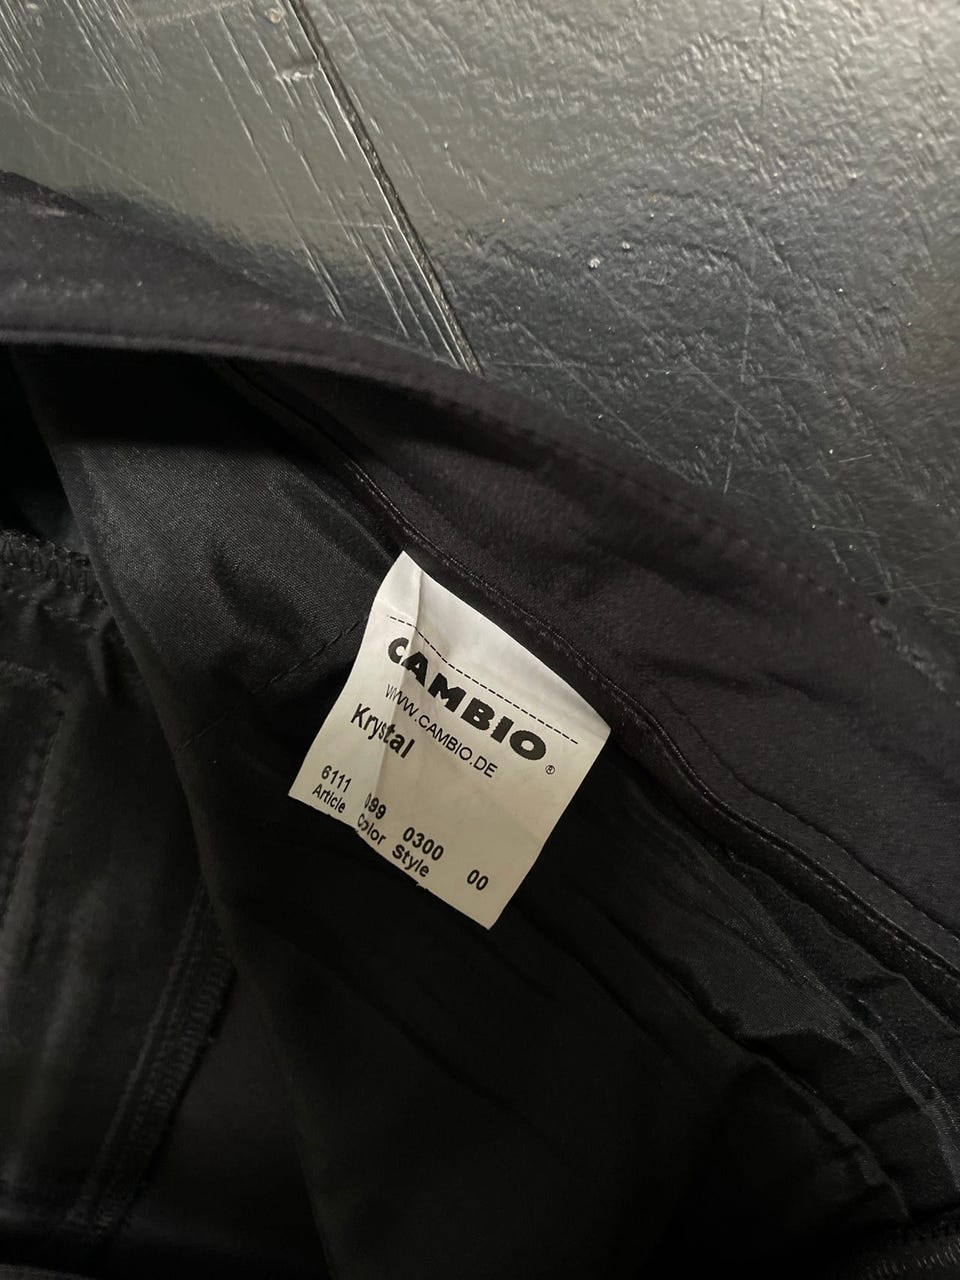 CAMBIO®
WWW.CAMBIO.DE
Krystal
6111 099 0300 00
Article Color Style